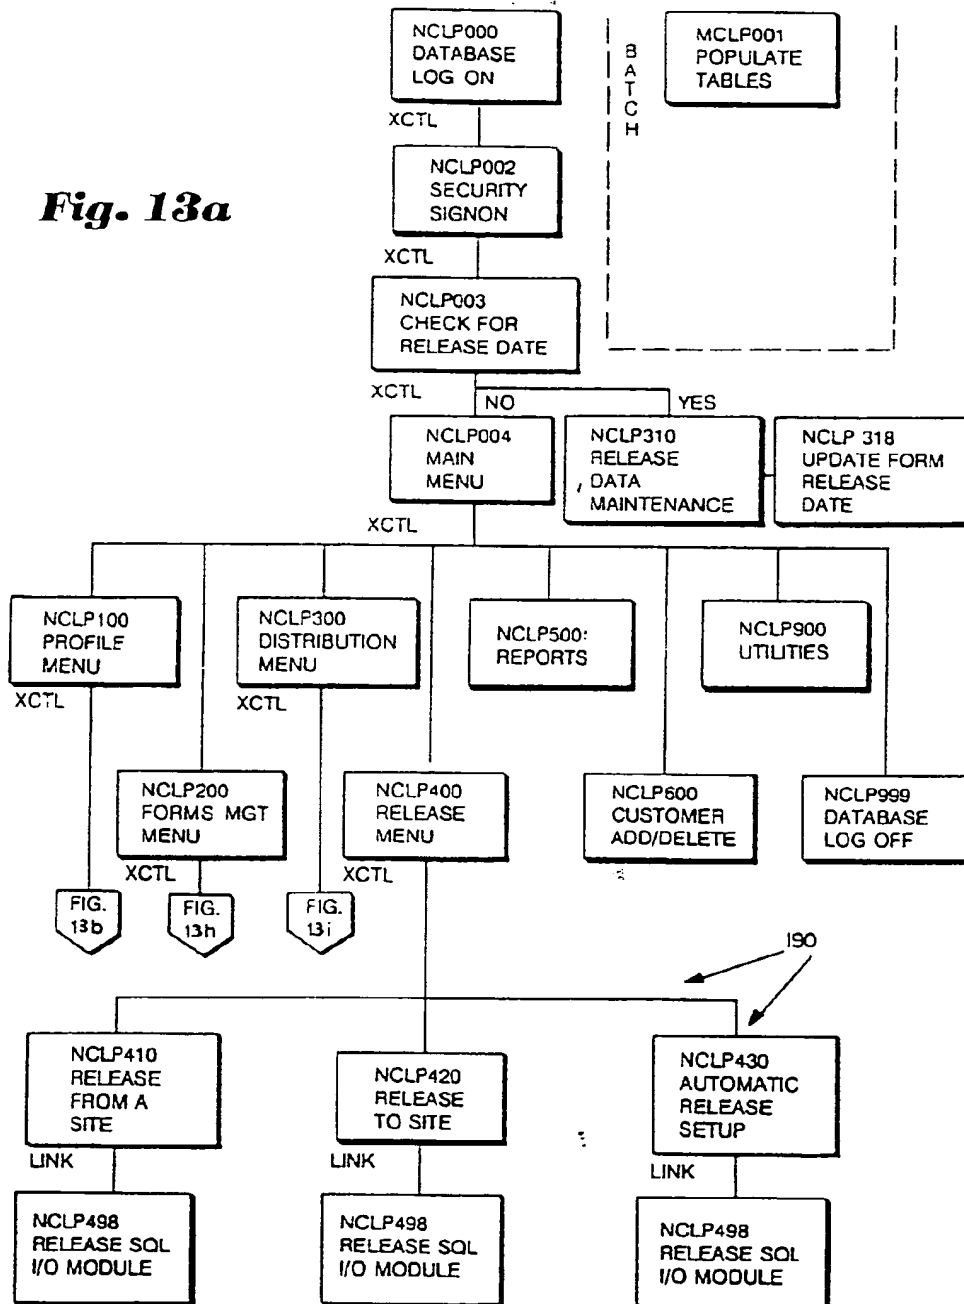 NCLP000
DATABASE
LOG ON
XCTL
BATCH
MCLP001
POPULATE
TABLES
Fig. 13a
NCLP002
SECURITY
SIGNON
XCTL
NCLP003
CHECK FOR
RELEASE DATE
XCTL
NO
YES
NCLP004
MAIN
MENU
XCTL
NCLP310
RELEASE
DATA
MAINTENANCE
NCLP 318
UPDATE FORM
RELEASE
DATE
NCLP100
PROFILE
MENU
XCTL
NCLP300
DISTRIBUTION
MENU
XCTL
NCLP500:
REPORTS
NCLP900
UTILITIES
NCLP200
FORMS MGT
MENU
XCTL
NCLP400
RELEASE
MENU
XCTL
NCLP600
CUSTOMER
ADD/DELETE
NCLP999
DATABASE
LOG OFF
FIG.
13b
FIG.
13h
FIG.
13i
190
NCLP410
RELEASE
FROM A
SITE
LINK
NCLP420
RELEASE
TO SITE
LINK
NCLP430
AUTOMATIC
RELEASE
SETUP
LINK
NCLP498
RELEASE SQL
I/O MODULE
NCLP498
RELEASE SQL
I/O MODULE
NCLP498
RELEASE SQL
I/O MODULE